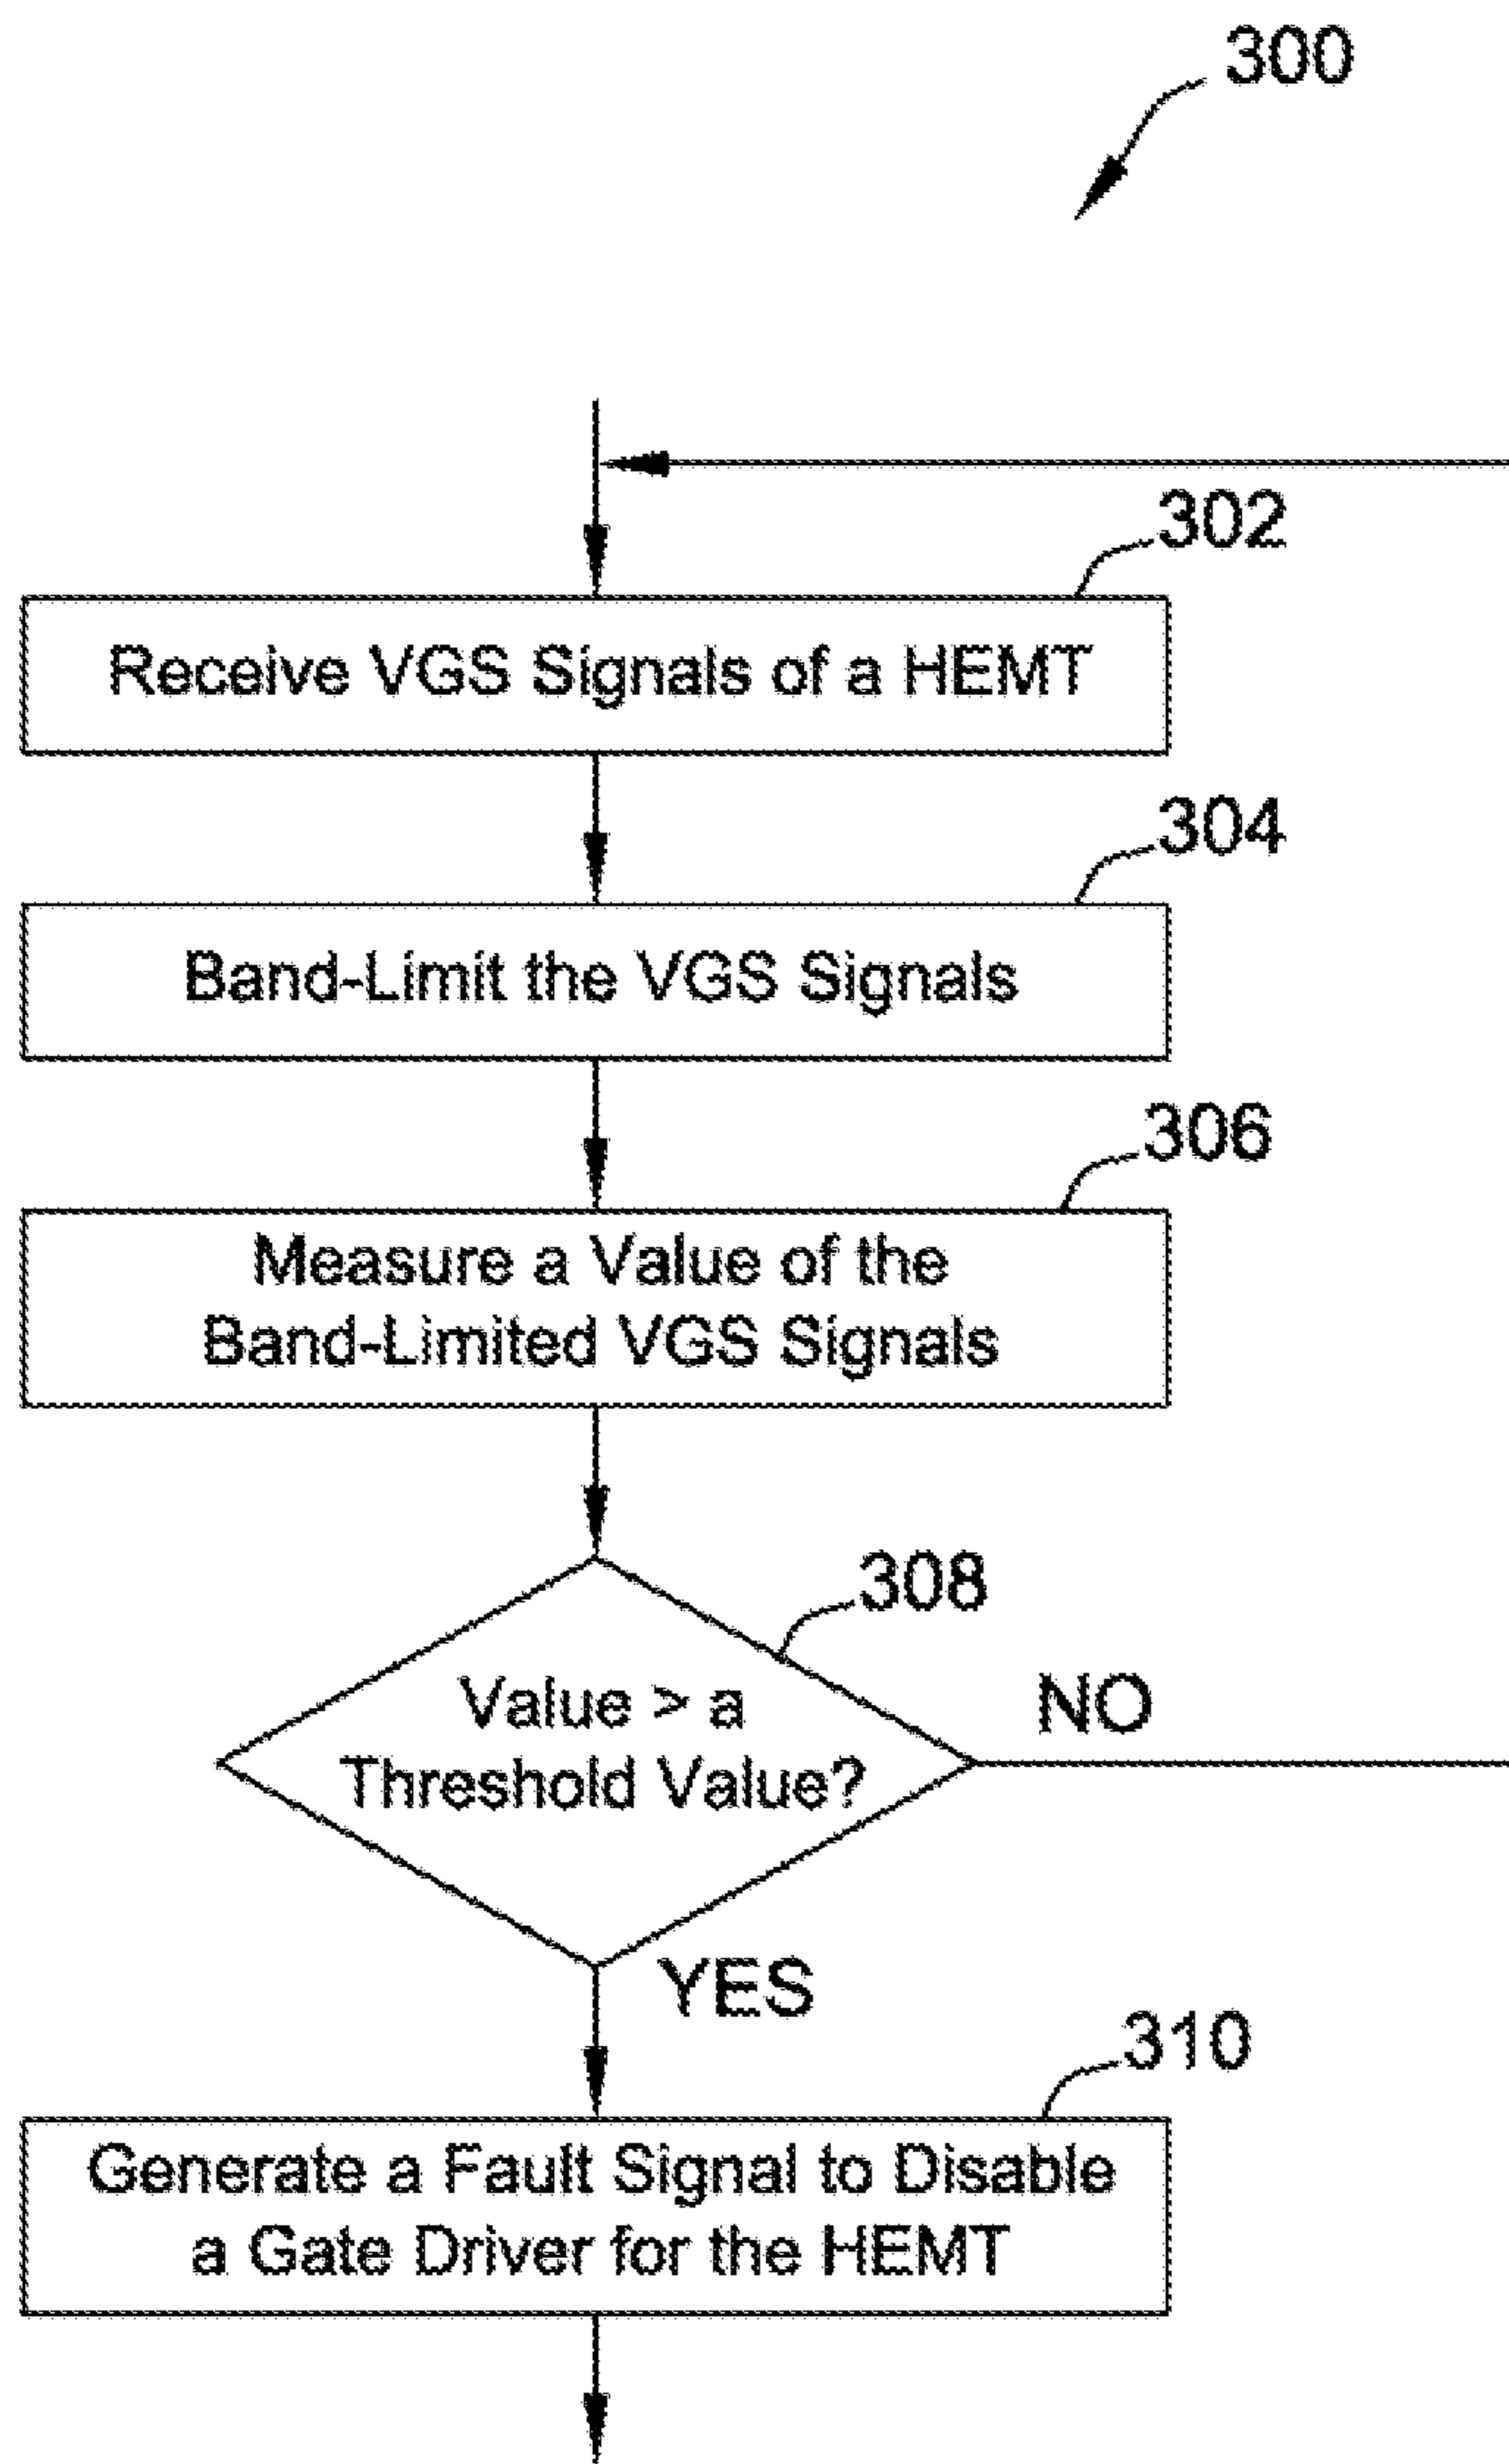 300
302
Receive VGS Signals of a HEMT
304
Band-Limit the VGS Signals
306
Measure a Value of the
Band-Limited VGS Signals
308
Value > a
Threshold Value?
NO
YES
310
Generate a Fault Signal to Disable
a Gate Driver for the HEMT